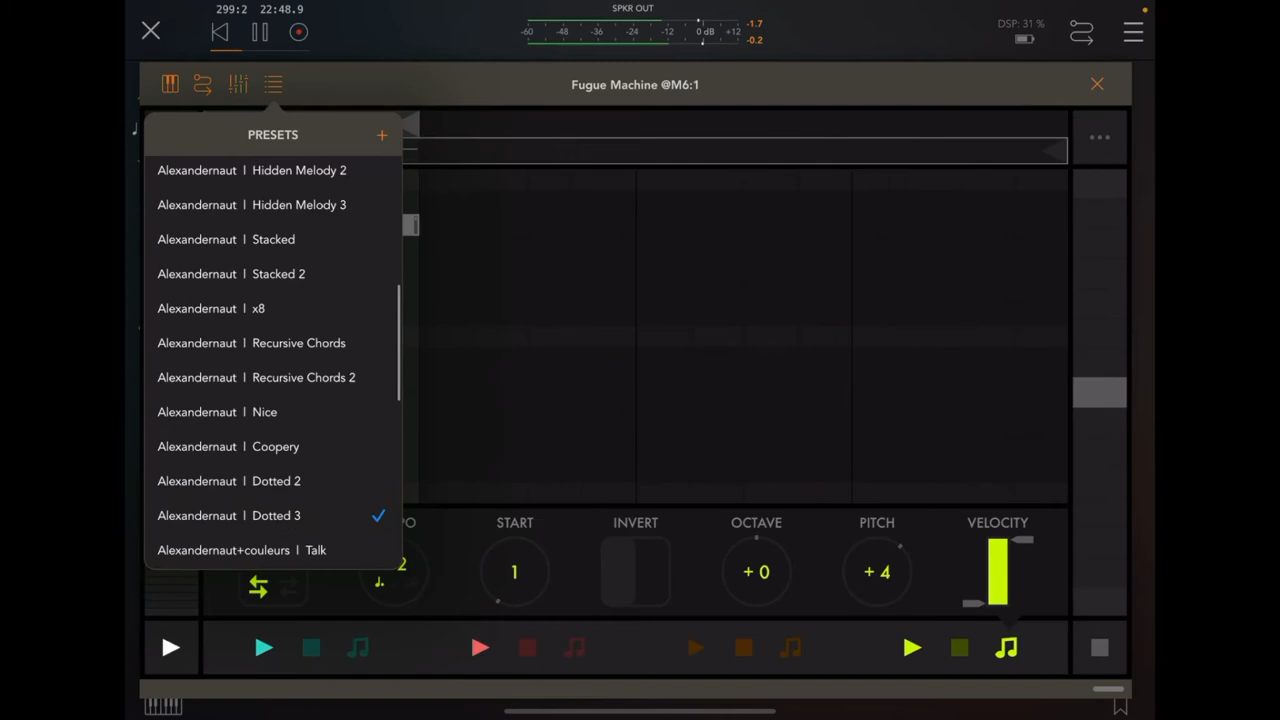 299:2 22:48.9
SPKR OUT
-60 -48 -36 -24 -12 0 dB +12
-1.7
-0.2
DSP: 31 %
Fugue Machine @M6:1
PRESETS
Alexandernaut | Hidden Melody 2
Alexandernaut | Hidden Melody 3
Alexandernaut | Stacked
Alexandernaut | Stacked 2
Alexandernaut | x8
Alexandernaut | Recursive Chords
Alexandernaut | Recursive Chords 2
Alexandernaut | Nice
Alexandernaut | Coopery
Alexandernaut | Dotted 2
Alexandernaut | Dotted 3
Alexandernaut+couleurs | Talk
PO START INVERT OCTAVE PITCH VELOCITY
2 1 + 0 + 4